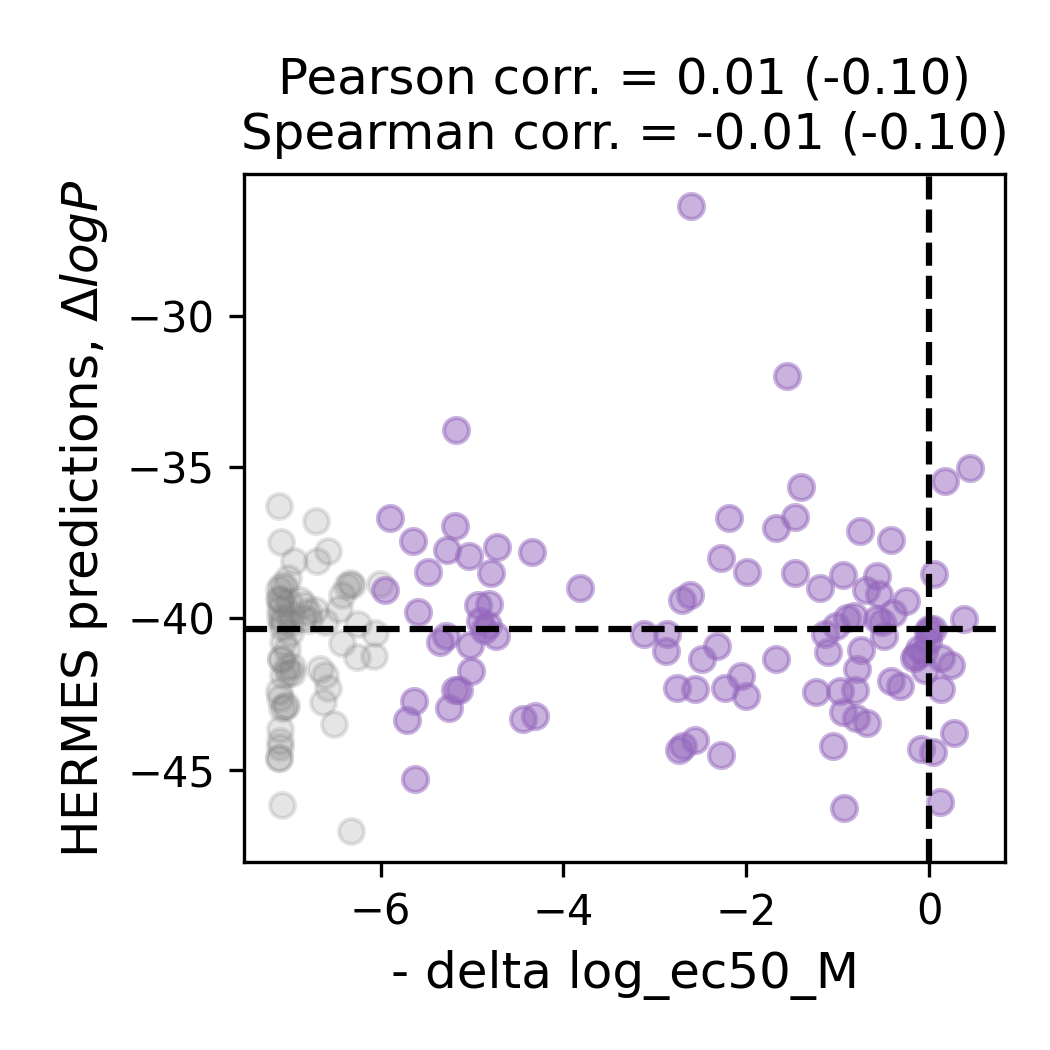 Pearson corr. = 0.01 (-0.10)
Spearman corr. = -0.01 (-0.10)
HERMES predictions, ΔlogP
−30
−35
−40
−45
−6
−4
−2
0
- delta log_ec50_M